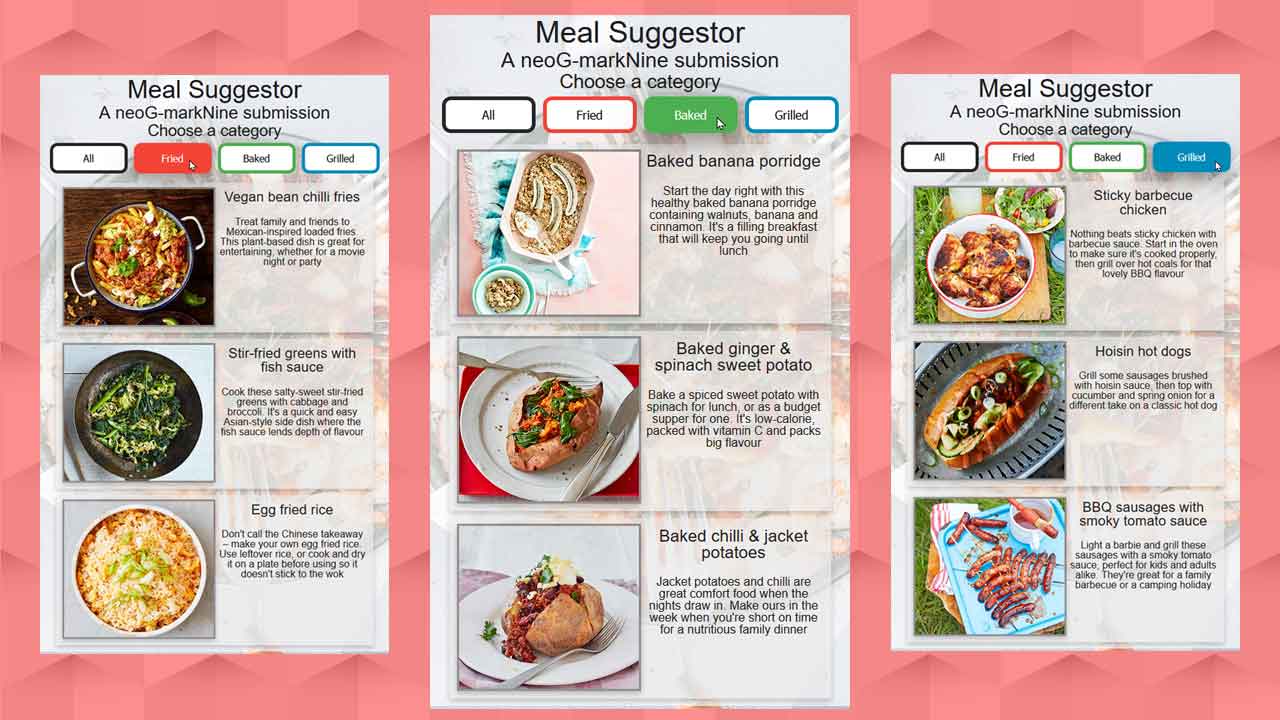 Meal Suggestor
A neoG-markNine submission
Choose a category
All
Fried
Baked
Grilled
Vegan bean chilli fries
Treat family and friends to
Mexican-inspired loaded fries.
This plant-based dish is great for
entertaining, whether for a movie
night or party
Stir-fried greens with
fish sauce
Cook these salty-sweet stir-fried
greens with cabbage and
broccoli. It's a quick and easy
Asian-style side dish where the
fish sauce lends depth of flavour
Egg fried rice
Don't call the Chinese takeaway
– make your own egg fried rice.
Use leftover rice, or cook and dry
it on a plate before using so it
doesn't stick to the wok
Meal Suggestor
A neoG-markNine submission
Choose a category
All
Fried
Baked
Grilled
Baked banana porridge
Start the day right with this
healthy baked banana porridge
containing walnuts, banana and
cinnamon. It's a filling breakfast
that will keep you going until
lunch
Baked ginger &
spinach sweet potato
Bake a spiced sweet potato with
spinach for lunch, or as a budget
supper for one. It's low-calorie,
packed with vitamin C and packs
big flavour
Baked chilli & jacket
potatoes
Jacket potatoes and chilli are
great comfort food when the
nights draw in. Make ours in the
week when you're short on time
for a nutritious family dinner
Meal Suggestor
A neoG-markNine submission
Choose a category
All
Fried
Baked
Grilled
Sticky barbecue
chicken
Nothing beats sticky chicken with
barbecue sauce. Start in the oven
to make sure it's cooked properly,
then grill over hot coals for that
lovely BBQ flavour
Hoisin hot dogs
Grill some sausages brushed
with hoisin sauce, then top with
cucumber and spring onion for a
different take on a classic hot dog
BBQ sausages with
smoky tomato sauce
Light a barbie and grill these
sausages with a smoky tomato
sauce, perfect for kids and adults
alike. They're great for a family
barbecue or a camping holiday